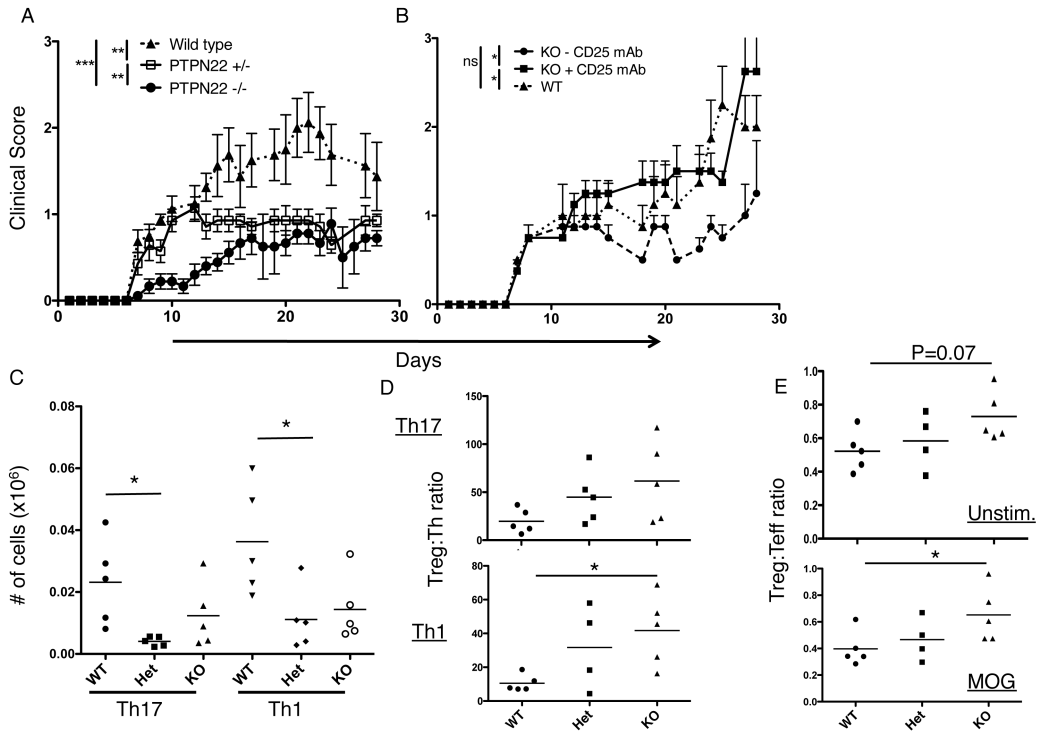 A
3
2
1
0
Clinical Score
***
**
**
Wild type
PTPN22 +/-
PTPN22 -/-
0 10 20 30
B
3
2
1
0
ns
*
*
KO - CD25 mAb
KO + CD25 mAb
WT
0 10 20 30
Days
C
# of cells (x10⁶)
0.08
0.06
0.04
0.02
0.00
*
*
WT Het KO WT Het KO
Th17 Th1
D
Treg:Th ratio
Th17
150
100
50
0
Th1
80
60
40
20
0
*
WT Het KO
E
Treg:Teff ratio
P=0.07
1.0
0.8
0.6
0.4
0.2
0.0
Unstim.
*
1.0
0.8
0.6
0.4
0.2
0.0
MOG
WT Het KO